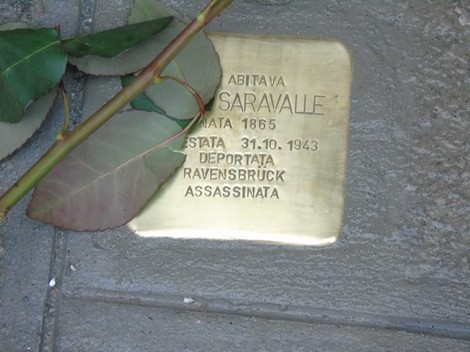 ABITAVA
SARAVALLE
NATA 1865
ESTATA 31.10.1943
DEPORTATA
RAVENSBRÜCK
ASSASSINATA